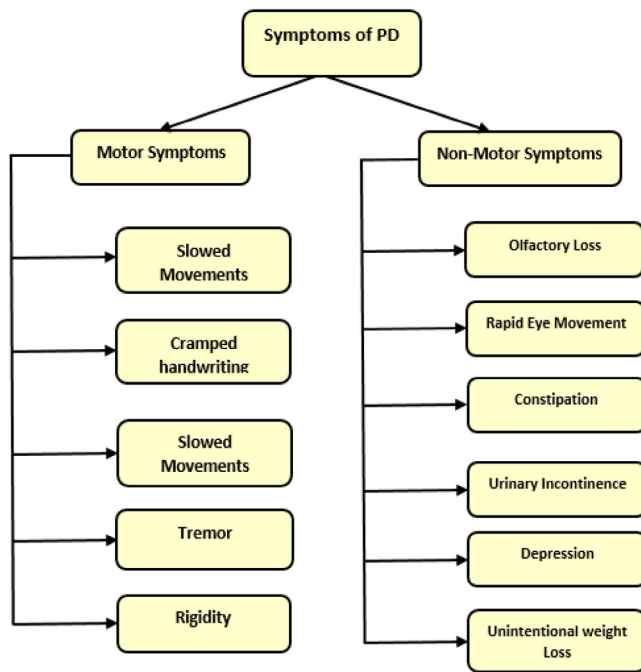 Symptoms of PD
Motor Symptoms
Non-Motor Symptoms
Slowed
Movements
Cramped
handwriting
Slowed
Movements
Tremor
Rigidity
Olfactory Loss
Rapid Eye Movement
Constipation
Urinary Incontinence
Depression
Unintentional weight
Loss